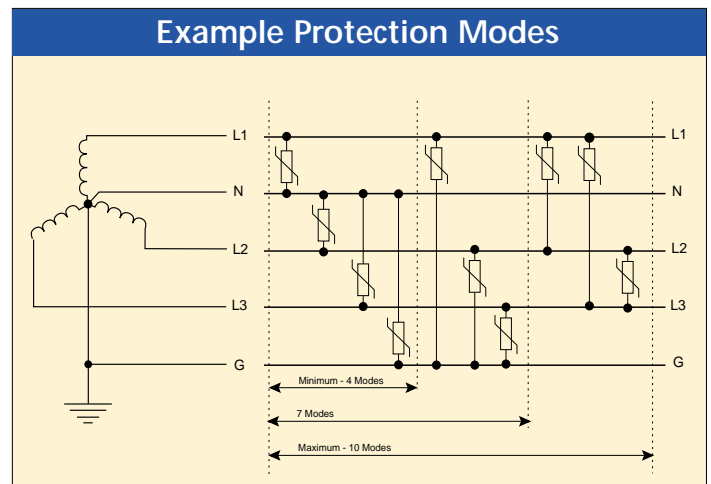 Example Protection Modes
L1 L1
N N
L2 L2
L3 L3
G G
Minimum - 4 Modes
7 Modes
Maximum - 10 Modes